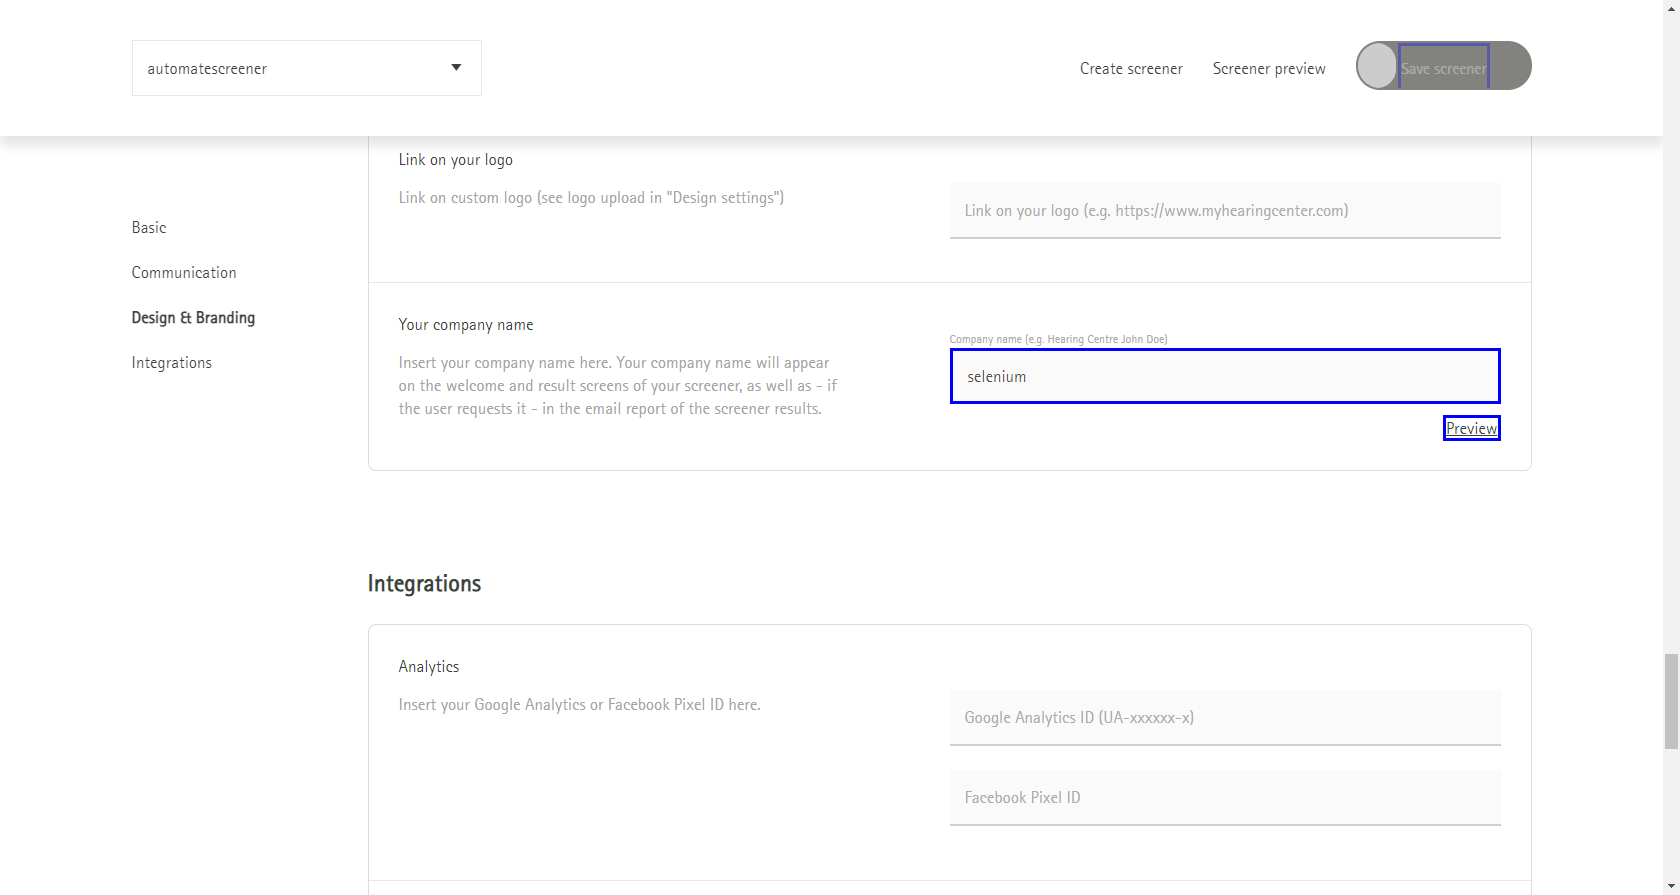 automatescreener
Create screener
Screener preview
Save screener
Link on your logo
Link on custom logo (see logo upload in "Design settings")
Link on your logo (e.g. https://www.myhearingcenter.com)
Basic
Communication
Design & Branding
Integrations
Your company name
Insert your company name here. Your company name will appear
on the welcome and result screens of your screener, as well as - if
the user requests it - in the email report of the screener results.
Company name (e.g. Hearing Centre John Doe)
selenium
Preview
Integrations
Analytics
Insert your Google Analytics or Facebook Pixel ID here.
Google Analytics ID (UA-xxxxxx-x)
Facebook Pixel ID